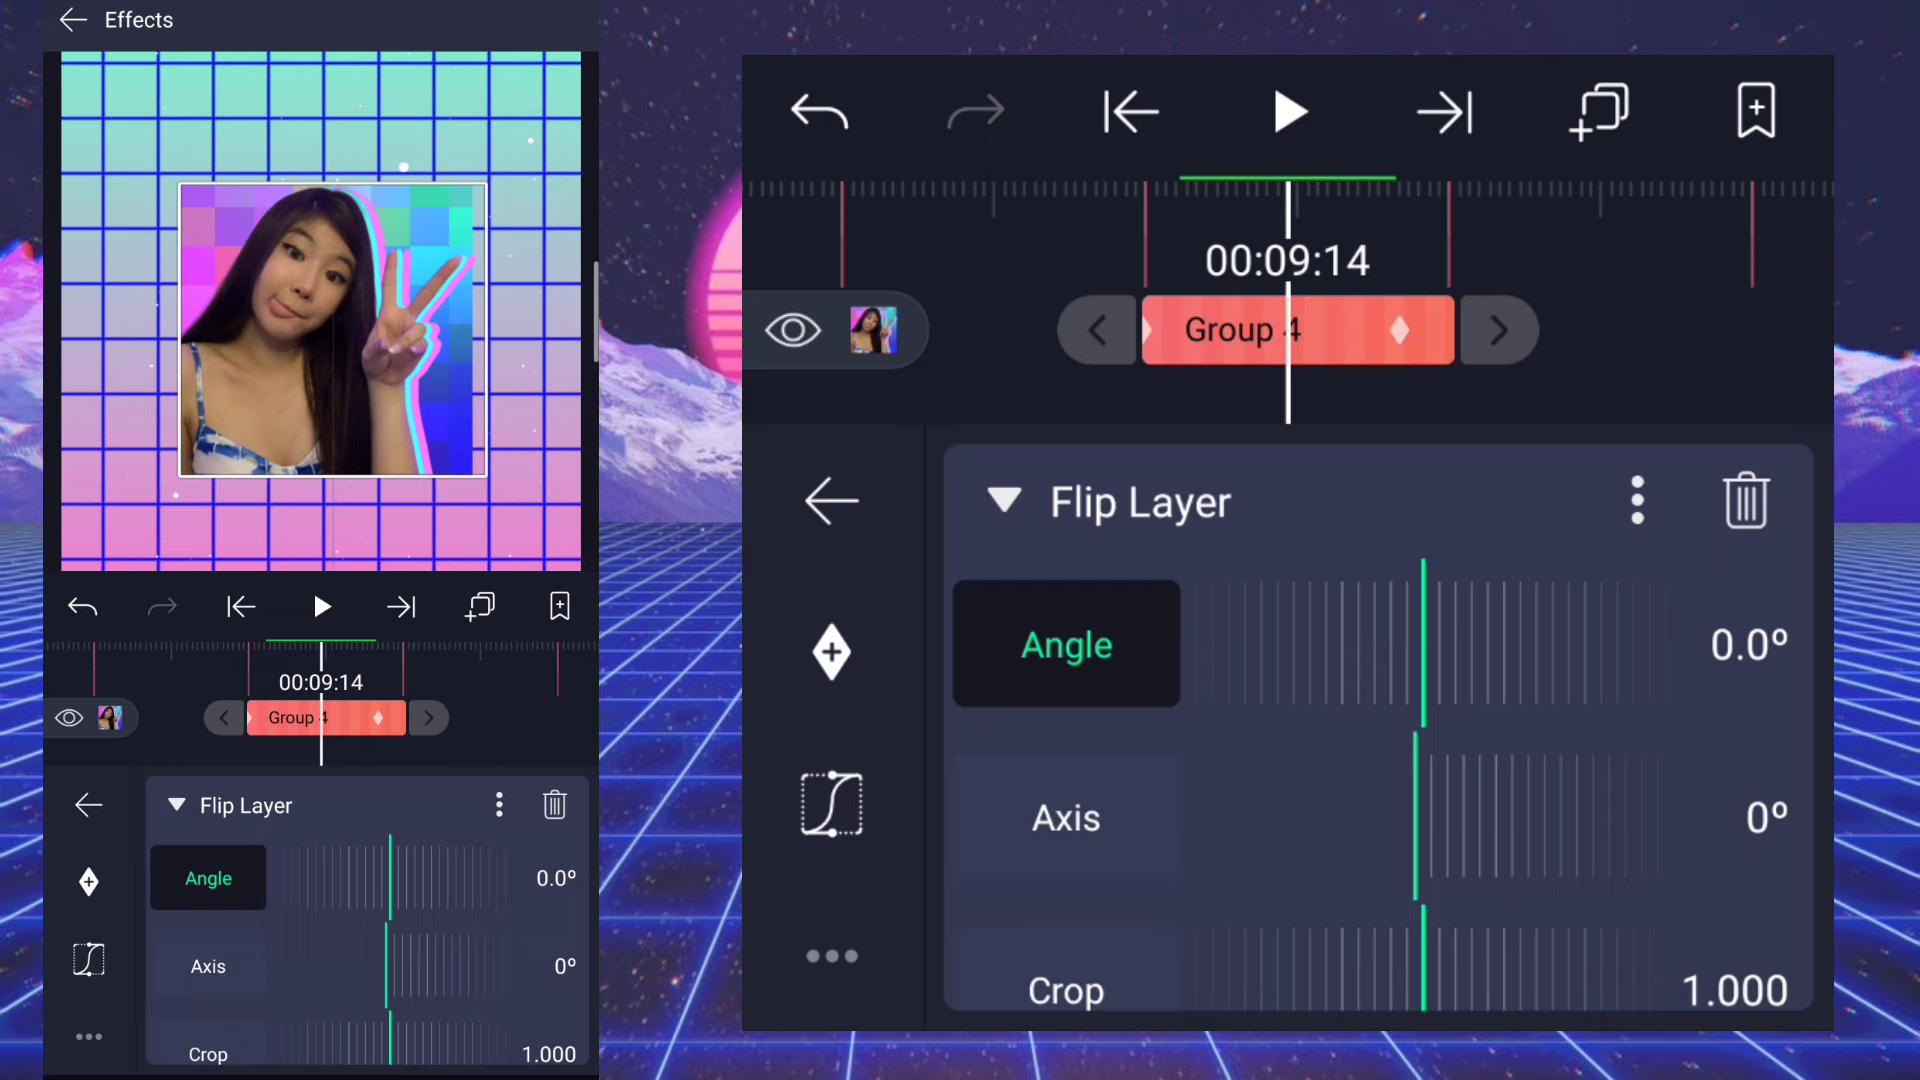 Effects
00:09:14
Group 4
Flip Layer
Angle
0.0º
Axis
0º
Crop
1.000
00:09:14
Group 4
Flip Layer
Angle
0.0º
Axis
0º
Crop
1.000